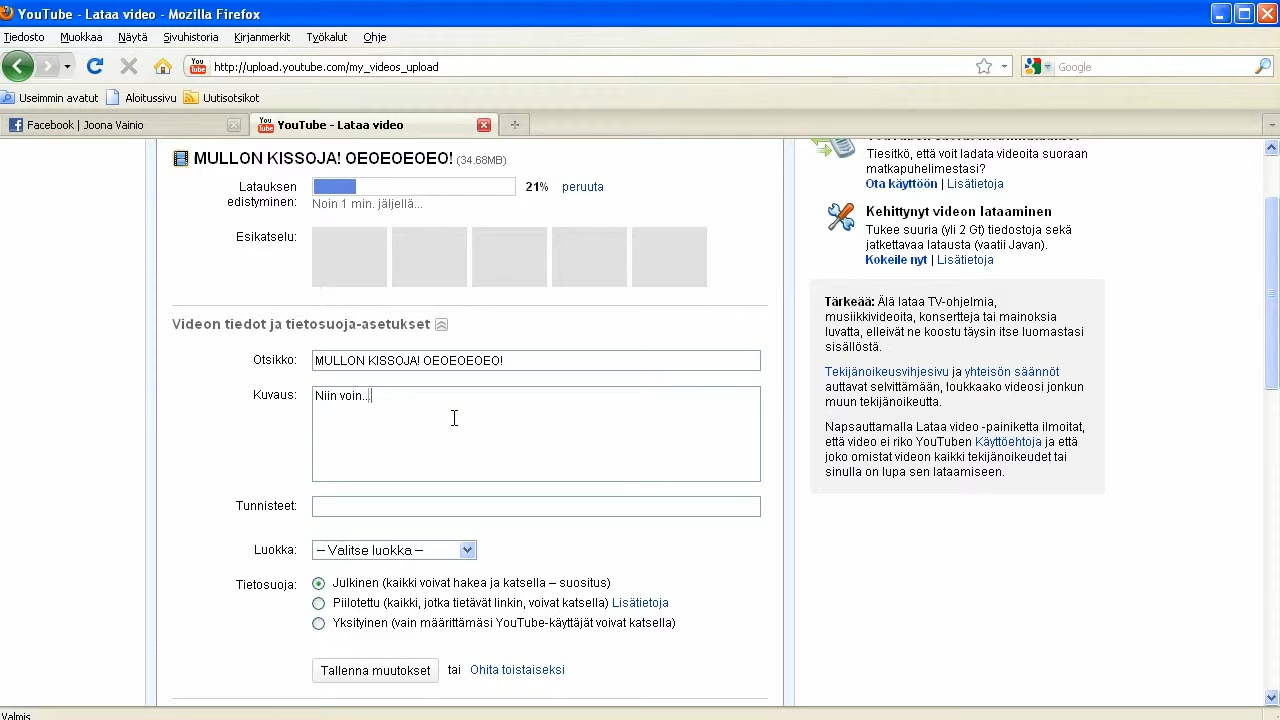 YouTube - Lataa video - Mozilla Firefox
Tiedosto Muokkaa Näytä Sivuhistoria Kirjanmerkit Työkalut Ohje
You Tube http://upload.youtube.com/my_videos_upload Google
Useimmin avatut Aloitussivu Uutisotsikot
Facebook | Joona Vainio You Tube YouTube - Lataa video
MULLON KISSOJA! OEOEOEOEO! (34.68MB)
Latauksen edistyminen: 21% peruuta
Noin 1 min. jäljellä...
Esikatselu:
Videon tiedot ja tietosuoja-asetukset
Otsikko: MULLON KISSOJA! OEOEOEOEO!
Kuvaus: Niin voin..
Tunnisteet:
Luokka: – Valitse luokka –
Tietosuoja: Julkinen (kaikki voivat hakea ja katsella – suositus)
Piilotettu (kaikki, jotka tietävät linkin, voivat katsella) Lisätietoja
Yksityinen (vain määrittämäsi YouTube-käyttäjät voivat katsella)
Tallenna muutokset tai Ohita toistaiseksi
Tiesitkö, että voit ladata videoita suoraan
matkapuhelimestasi?
Ota käyttöön | Lisätietoja
Kehittynyt videon lataaminen
Tukee suuria (yli 2 Gt) tiedostoja sekä
jatkettavaa latausta (vaatii Javan).
Kokeile nyt | Lisätietoja
Tärkeää: Älä lataa TV-ohjelmia,
musiikkivideoita, konsertteja tai mainoksia
luvatta, elleivät ne koostu täysin itse luomastasi
sisällöstä.
Tekijänoikeusvihjesivu ja yhteisön säännöt
auttavat selvittämään, loukkaako videosi jonkun
muun tekijänoikeutta.
Napsauttamalla Lataa video -painiketta ilmoitat,
että video ei riko YouTuben Käyttöehtoja ja että
joko omistat videon kaikki tekijänoikeudet tai
sinulla on lupa sen lataamiseen.
Valmis